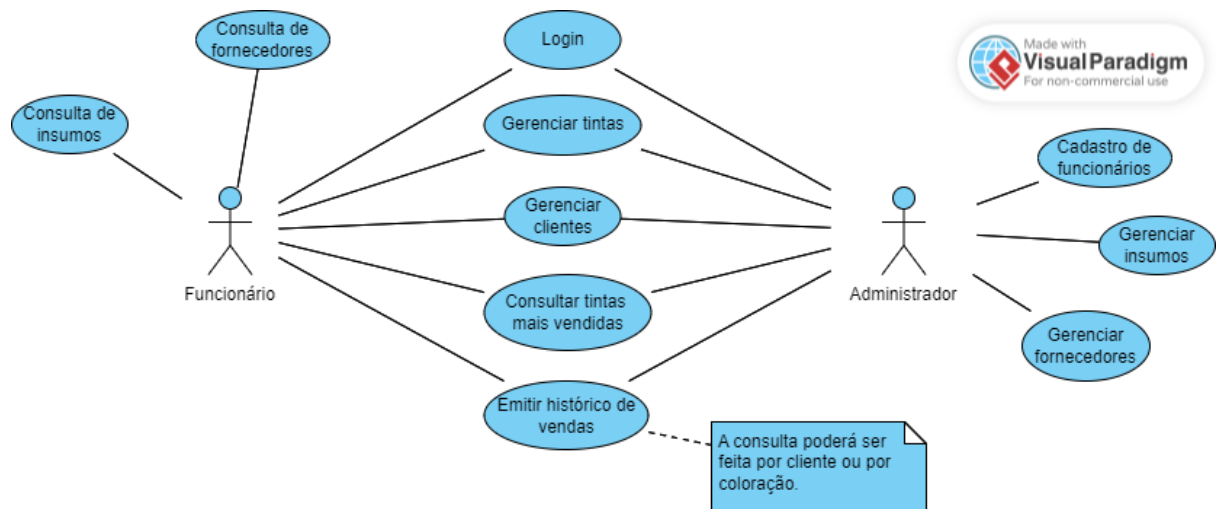 Consulta de
fornecedores
Login
Made with
VisualParadigm
For non-commercial use
Consulta de
insumos
Gerenciar tintas
Cadastro de
funcionários
Gerenciar
clientes
Gerenciar
insumos
Funcionário
Administrador
Consultar tintas
mais vendidas
Gerenciar
fornecedores
Emitir histórico de
vendas
A consulta poderá ser
feita por cliente ou por
coloração.